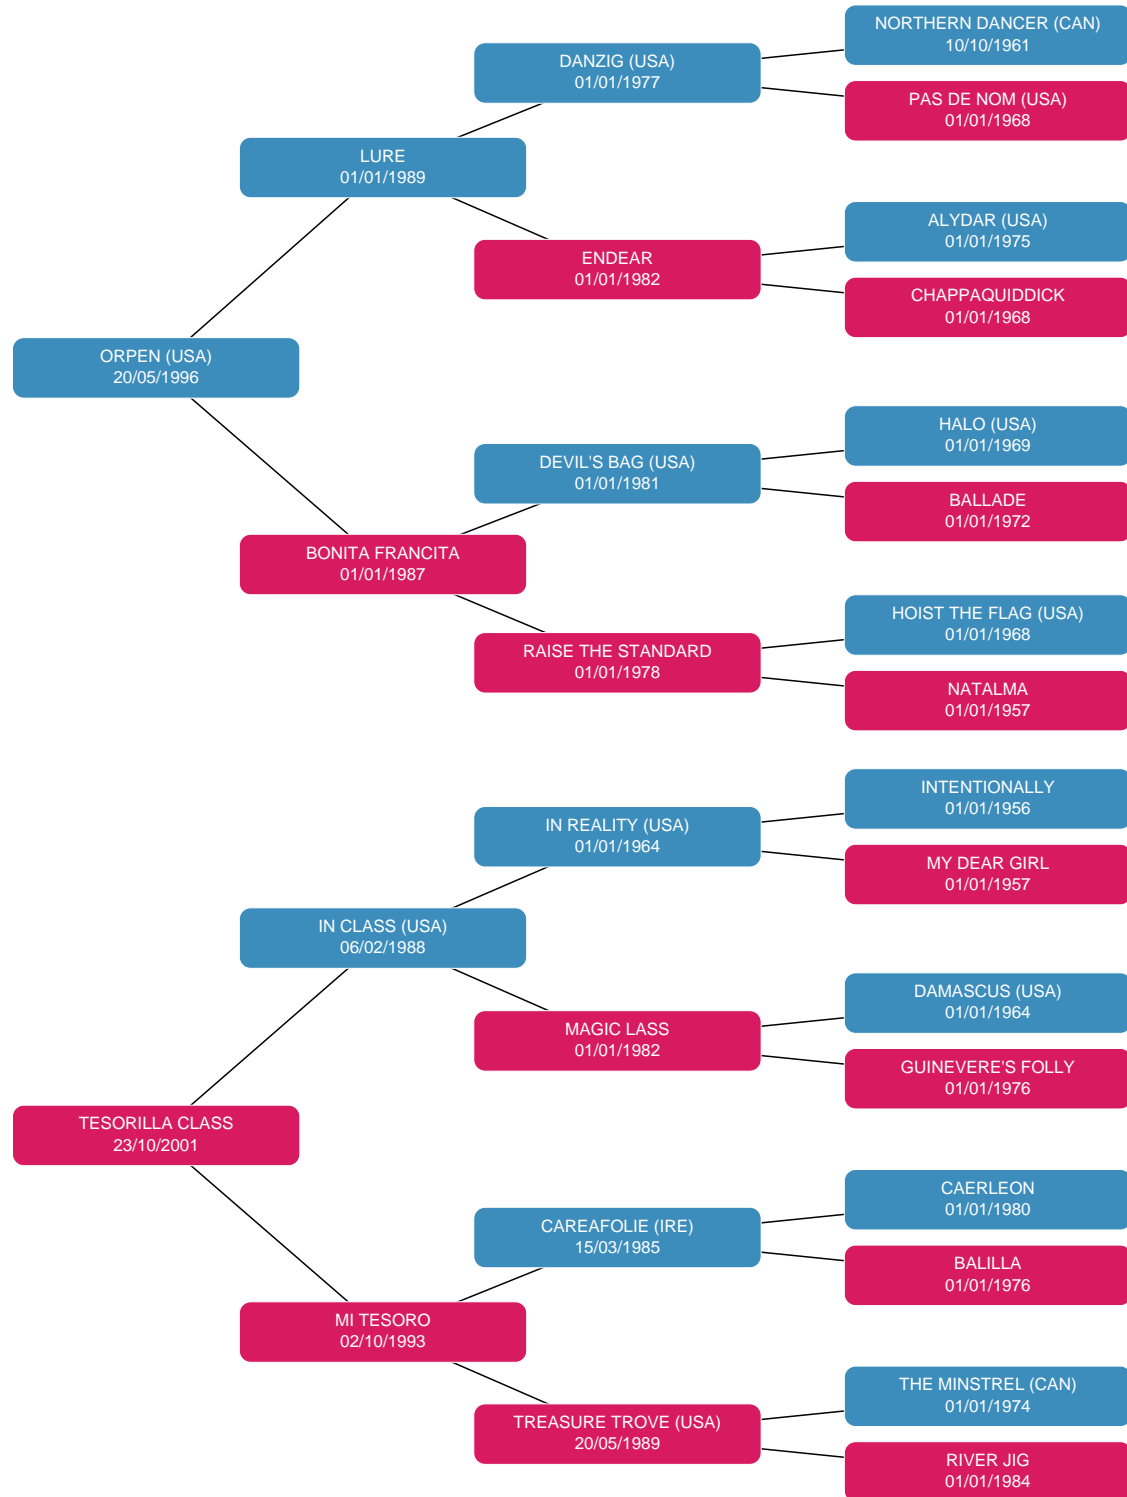 NORTHERN DANCER (CAN)
10/10/1961
DANZIG (USA)
01/01/1977
PAS DE NOM (USA)
01/01/1968
LURE
01/01/1989
ALYDAR (USA)
01/01/1975
ENDEAR
01/01/1982
CHAPPAQUIDDICK
01/01/1968
ORPEN (USA)
20/05/1996
HALO (USA)
01/01/1969
DEVIL'S BAG (USA)
01/01/1981
BALLADE
01/01/1972
BONITA FRANCITA
01/01/1987
HOIST THE FLAG (USA)
01/01/1968
RAISE THE STANDARD
01/01/1978
NATALMA
01/01/1957
INTENTIONALLY
01/01/1956
IN REALITY (USA)
01/01/1964
MY DEAR GIRL
01/01/1957
IN CLASS (USA)
06/02/1988
DAMASCUS (USA)
01/01/1964
MAGIC LASS
01/01/1982
GUINEVERE'S FOLLY
01/01/1976
TESORILLA CLASS
23/10/2001
CAERLEON
01/01/1980
CAREAFOLIE (IRE)
15/03/1985
BALILLA
01/01/1976
MI TESORO
02/10/1993
THE MINSTREL (CAN)
01/01/1974
TREASURE TROVE (USA)
20/05/1989
RIVER JIG
01/01/1984